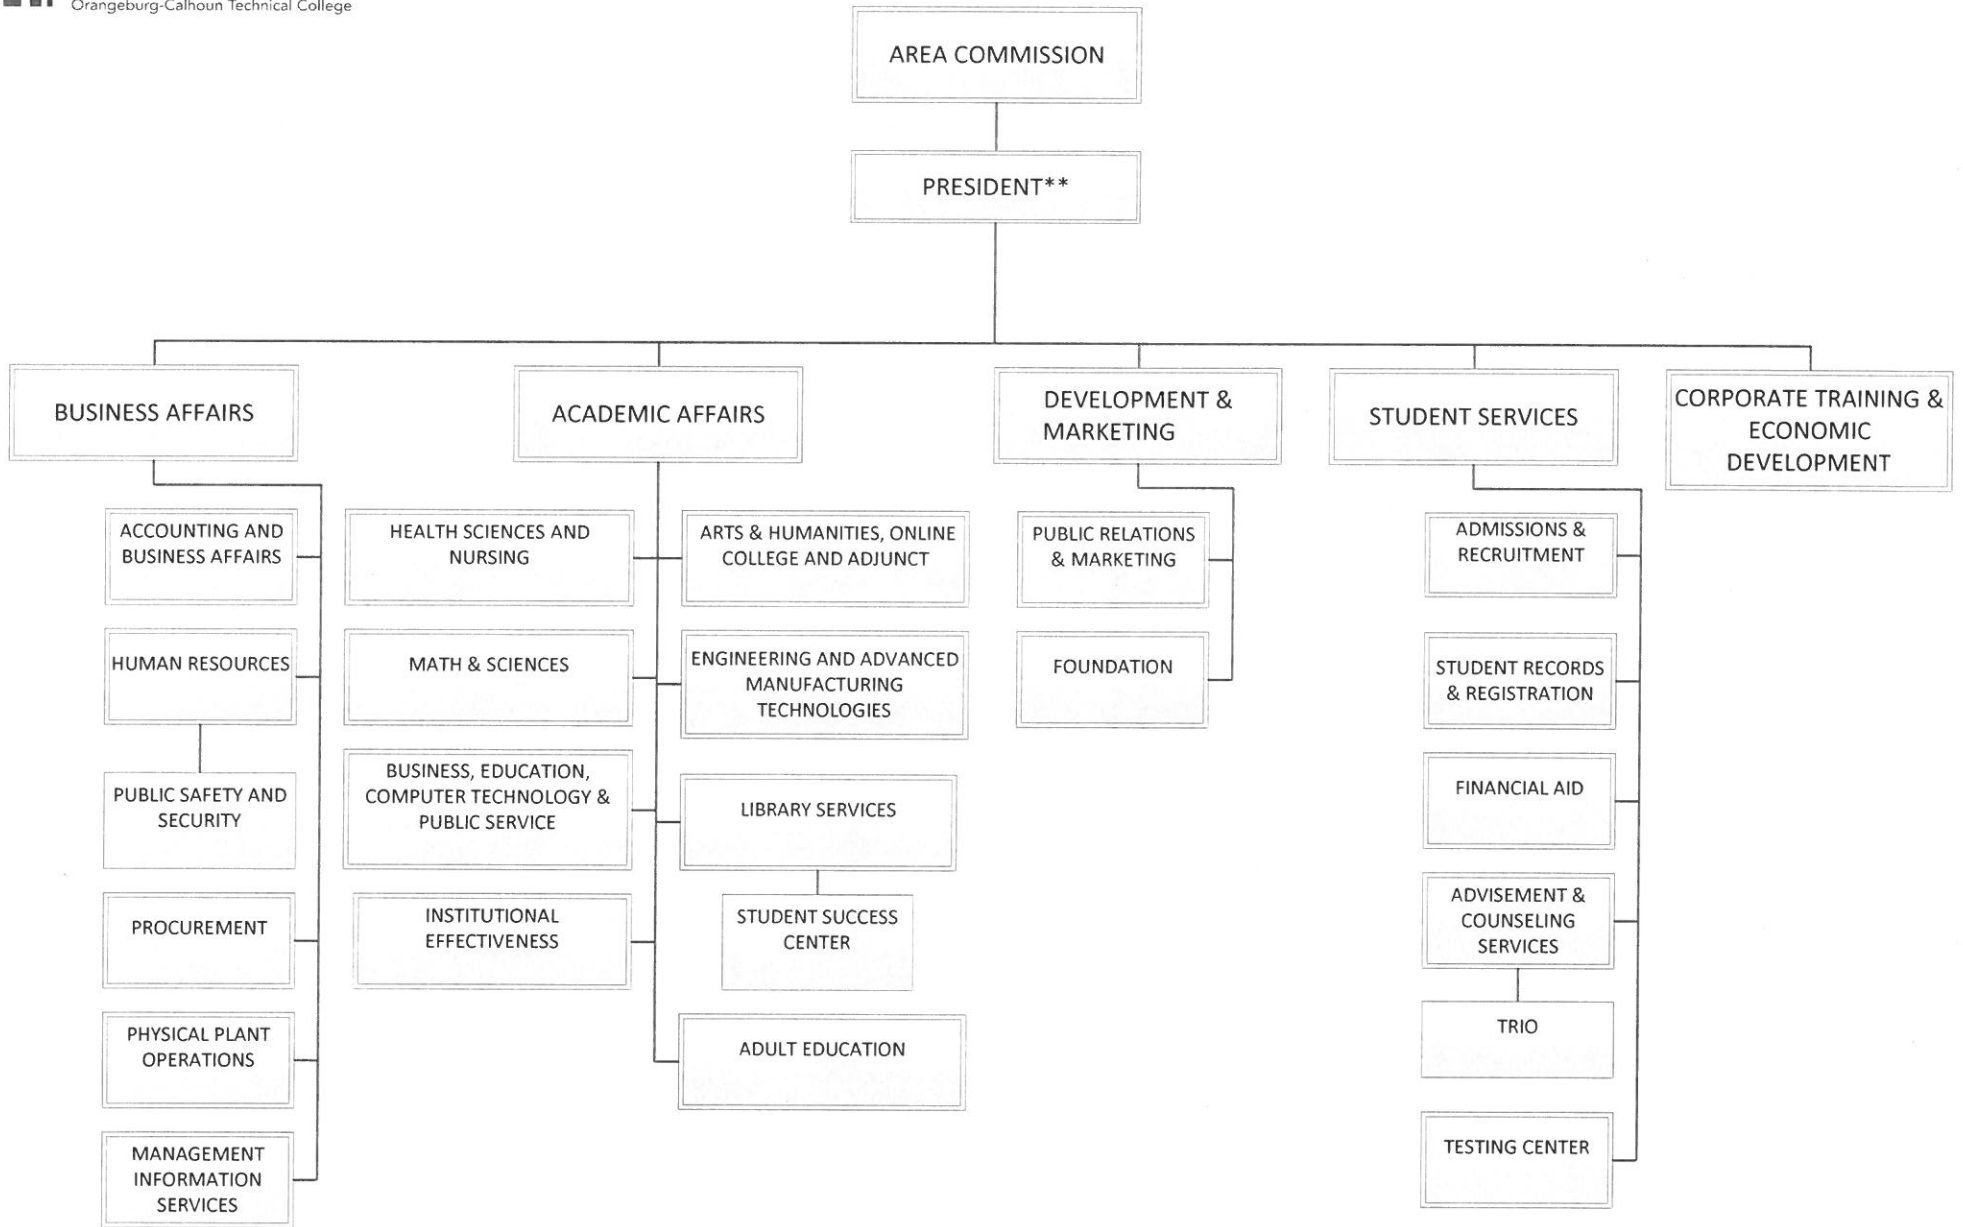 Orangeburg-Calhoun Technical College
AREA COMMISSION
PRESIDENT**
BUSINESS AFFAIRS
ACADEMIC AFFAIRS
DEVELOPMENT &
MARKETING
STUDENT SERVICES
CORPORATE TRAINING &
ECONOMIC
DEVELOPMENT
ACCOUNTING AND
BUSINESS AFFAIRS
HUMAN RESOURCES
PUBLIC SAFETY AND
SECURITY
PROCUREMENT
PHYSICAL PLANT
OPERATIONS
MANAGEMENT
INFORMATION
SERVICES
HEALTH SCIENCES AND
NURSING
MATH & SCIENCES
BUSINESS, EDUCATION,
COMPUTER TECHNOLOGY &
PUBLIC SERVICE
INSTITUTIONAL
EFFECTIVENESS
ARTS & HUMANITIES, ONLINE
COLLEGE AND ADJUNCT
ENGINEERING AND ADVANCED
MANUFACTURING
TECHNOLOGIES
LIBRARY SERVICES
STUDENT SUCCESS
CENTER
ADULT EDUCATION
PUBLIC RELATIONS
& MARKETING
FOUNDATION
ADMISSIONS &
RECRUITMENT
STUDENT RECORDS
& REGISTRATION
FINANCIAL AID
ADVISEMENT &
COUNSELING
SERVICES
TRIO
TESTING CENTER